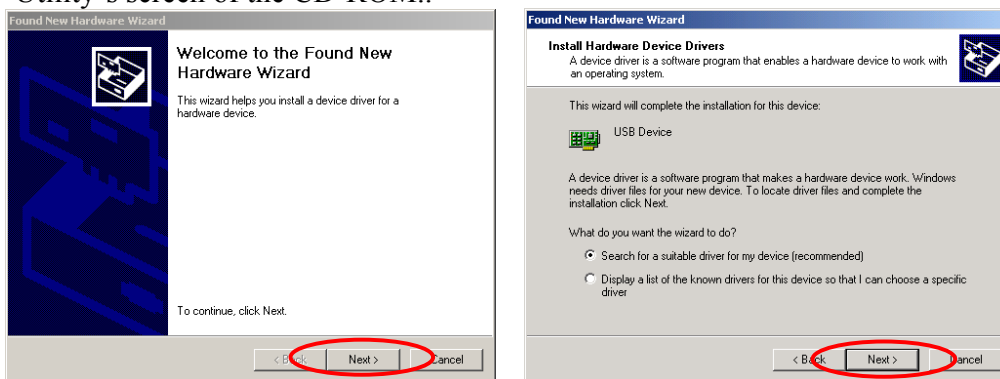 Utility's screen of the CD-ROM..
Found New Hardware Wizard
Welcome to the Found New
Hardware Wizard
This wizard helps you install a device driver for a
hardware device.
To continue, click Next.
< Back
Next >
Cancel
Found New Hardware Wizard
Install Hardware Device Drivers
A device driver is a software program that enables a hardware device to work with
an operating system.
This wizard will complete the installation for this device:
USB Device
A device driver is a software program that makes a hardware device work. Windows
needs driver files for your new device. To locate driver files and complete the
installation click Next.
What do you want the wizard to do?
Search for a suitable driver for my device (recommended)
Display a list of the known drivers for this device so that I can choose a specific
driver
< Back
Next >
Cancel